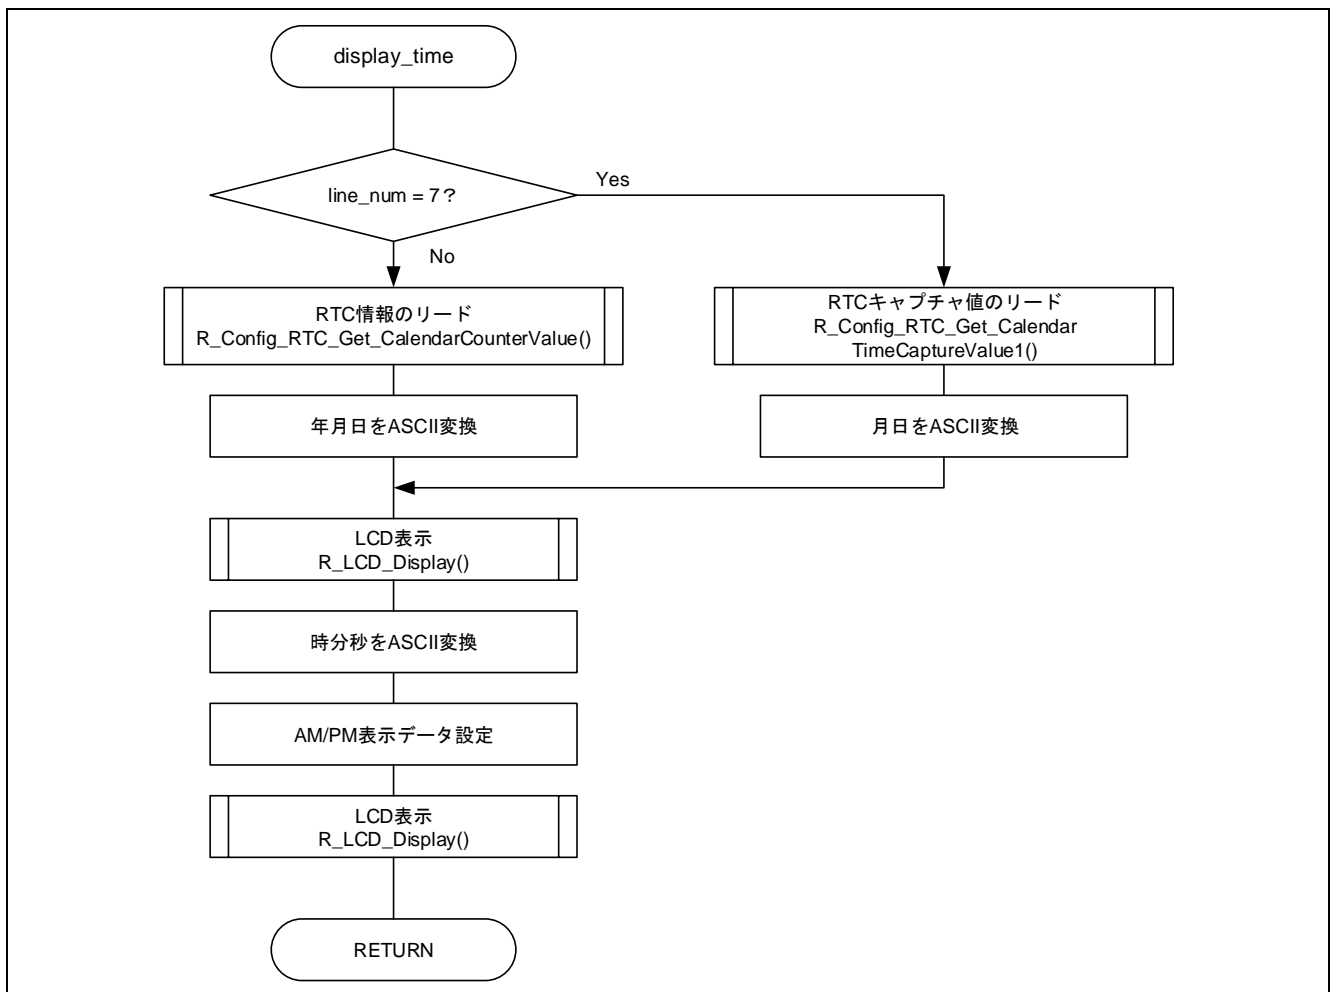 display_time
line_num = 7？
Yes
No
RTC情報のリード
R_Config_RTC_Get_CalendarCounterValue()
RTCキャプチャ値のリード
R_Config_RTC_Get_Calendar
TimeCaptureValue1()
年月日をASCII変換
月日をASCII変換
LCD表示
R_LCD_Display()
時分秒をASCII変換
AM/PM表示データ設定
LCD表示
R_LCD_Display()
RETURN